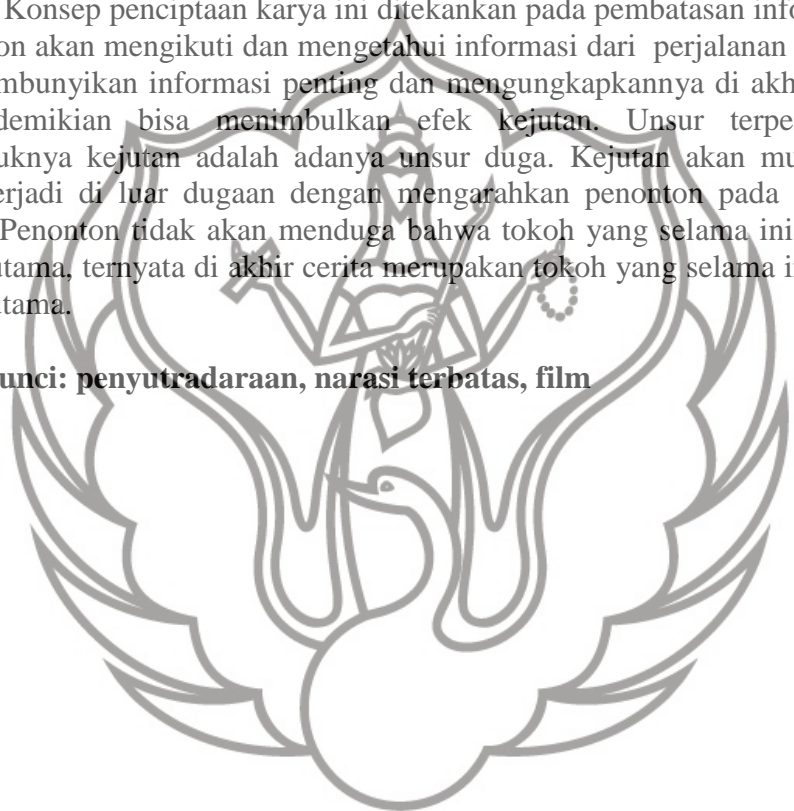 Konsep penciptaan karya ini ditekankan pada pembatasan info
on akan mengikuti dan mengetahui informasi dari perjalanan
mbunyikan informasi penting dan mengungkapkannya di akh
demikian bisa menimbulkan efek kejutan. Unsur terpe
uknya kejutan adalah adanya unsur duga. Kejutan akan mu
erjadi di luar dugaan dengan mengarahkan penonton pada
Penonton tidak akan menduga bahwa tokoh yang selama ini
utama, ternyata di akhir cerita merupakan tokoh yang selama i
utama.
unci: penyutradaraan, narasi terbatas, film